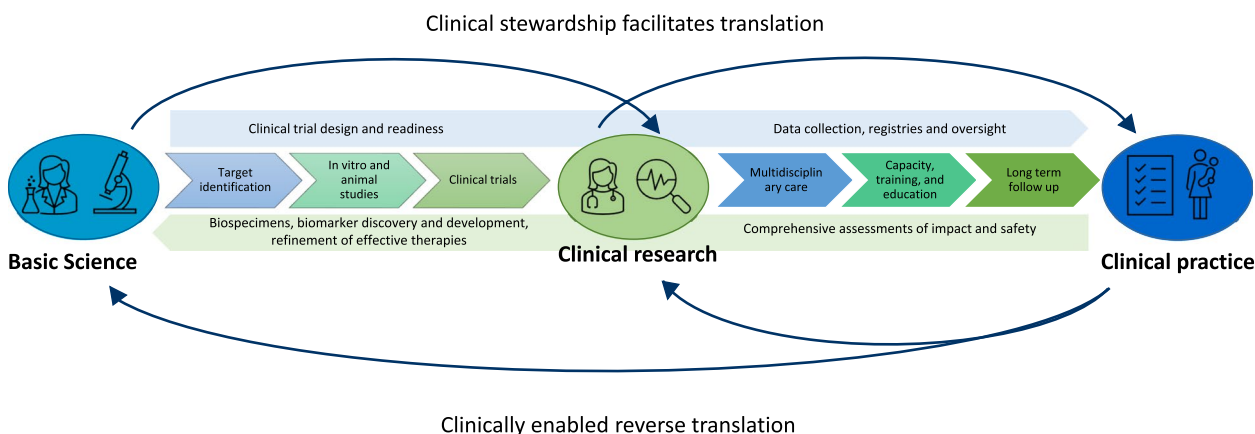 Clinical stewardship facilitates translation
Clinical trial design and readiness
Data collection, registries and oversight
Target
identification
In vitro and
animal
studies
Clinical trials
Multidisciplin
ary care
Capacity,
training, and
education
Long term
follow up
Biospecimens, biomarker discovery and development,
refinement of effective therapies
Comprehensive assessments of impact and safety
Basic Science
Clinical research
Clinical practice
Clinically enabled reverse translation